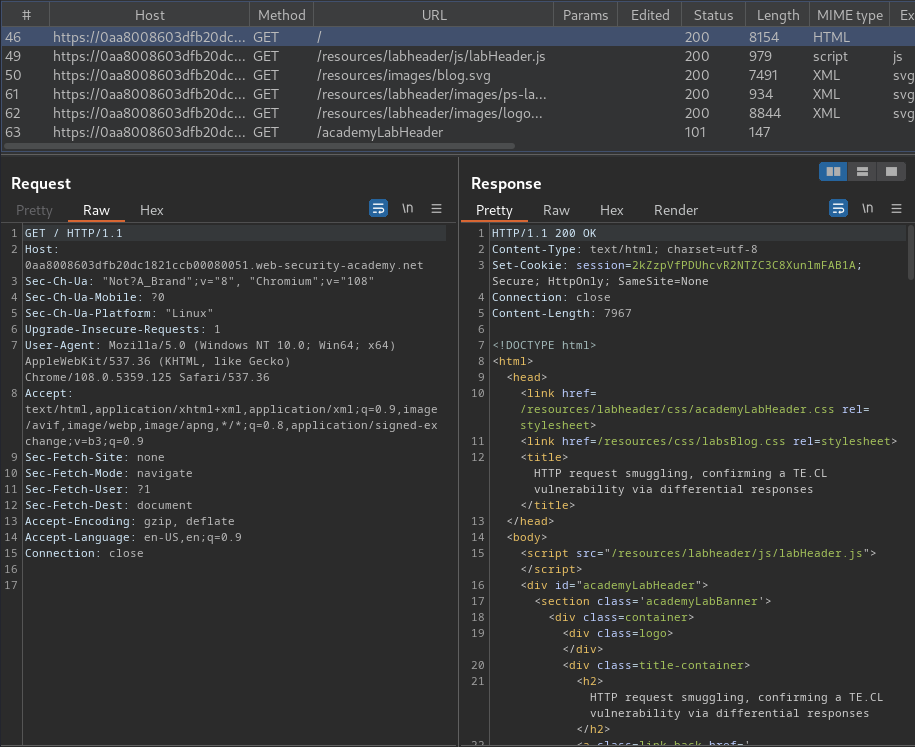 # Host Method URL Params Edited Status Length MIME type Ex
46 https://0aa8008603dfb20dc... GET / 200 8154 HTML
49 https://0aa8008603dfb20dc... GET /resources/labheader/js/labHeader.js 200 979 script js
50 https://0aa8008603dfb20dc... GET /resources/images/blog.svg 200 7491 XML svg
61 https://0aa8008603dfb20dc... GET /resources/labheader/images/ps-la... 200 934 XML svg
62 https://0aa8008603dfb20dc... GET /resources/labheader/images/logo... 200 8844 XML svg
63 https://0aa8008603dfb20dc... GET /academyLabHeader 101 147
Request
Pretty Raw Hex \n
1 GET / HTTP/1.1
2 Host:
0aa8008603dfb20dc1821ccb00080051.web-security-academy.net
3 Sec-Ch-Ua: "Not?A_Brand";v="8", "Chromium";v="108"
4 Sec-Ch-Ua-Mobile: ?0
5 Sec-Ch-Ua-Platform: "Linux"
6 Upgrade-Insecure-Requests: 1
7 User-Agent: Mozilla/5.0 (Windows NT 10.0; Win64; x64)
AppleWebKit/537.36 (KHTML, like Gecko)
Chrome/108.0.5359.125 Safari/537.36
8 Accept:
text/html,application/xhtml+xml,application/xml;q=0.9,image
/avif,image/webp,image/apng,*/*;q=0.8,application/signed-ex
change;v=b3;q=0.9
9 Sec-Fetch-Site: none
10 Sec-Fetch-Mode: navigate
11 Sec-Fetch-User: ?1
12 Sec-Fetch-Dest: document
13 Accept-Encoding: gzip, deflate
14 Accept-Language: en-US,en;q=0.9
15 Connection: close
16
17
Response
Pretty Raw Hex Render \n
1 HTTP/1.1 200 OK
2 Content-Type: text/html; charset=utf-8
3 Set-Cookie: session=2kZzpVfPDUhcvR2NTZC3C8Xun1mFAB1A;
Secure; HttpOnly; SameSite=None
4 Connection: close
5 Content-Length: 7967
6
7 <!DOCTYPE html>
8 <html>
9 <head>
10 <link href=
/resources/labheader/css/academyLabHeader.css rel=
stylesheet>
11 <link href=/resources/css/labsBlog.css rel=stylesheet>
12 <title>
HTTP request smuggling, confirming a TE.CL
vulnerability via differential responses
</title>
13 </head>
14 <body>
15 <script src="/resources/labheader/js/labHeader.js">
</script>
16 <div id="academyLabHeader">
17 <section class='academyLabBanner'>
18 <div class=container>
19 <div class=logo>
</div>
20 <div class=title-container>
21 <h2>
HTTP request smuggling, confirming a TE.CL
vulnerability via differential responses
</h2>
22 <a class=link-back href='